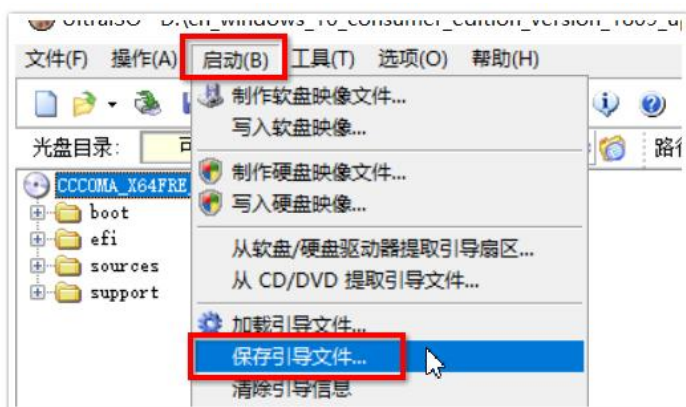 UltraISO - D:\cn_windows_10_consumer_edition_version_1809_u
文件(F) 操作(A) 启动(B) 工具(T) 选项(O) 帮助(H)
制作软盘映像文件...
写入软盘映像...
光盘目录: 可
路径
制作硬盘映像文件...
CCCOMA_X64FRE_
写入硬盘映像...
boot
efi
从软盘/硬盘驱动器提取引导扇区...
sources
从 CD/DVD 提取引导文件...
support
加载引导文件...
保存引导文件...
清除引导信息